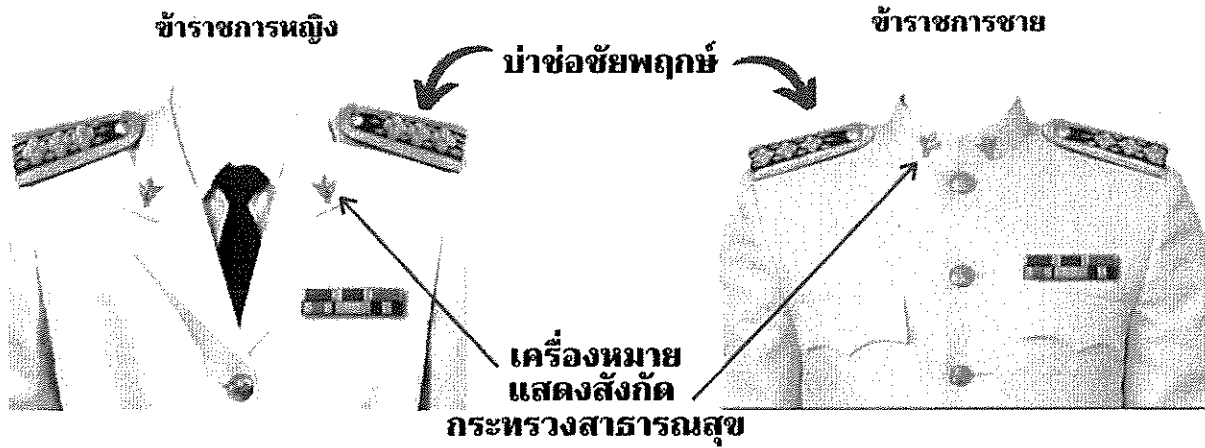 ข้าราชการหญิง
ข้าราชการชาย
บ่าช่อชัยพฤกษ์
เครื่องหมาย
แสดงสังกัด
กระทรวงสาธารณสุข